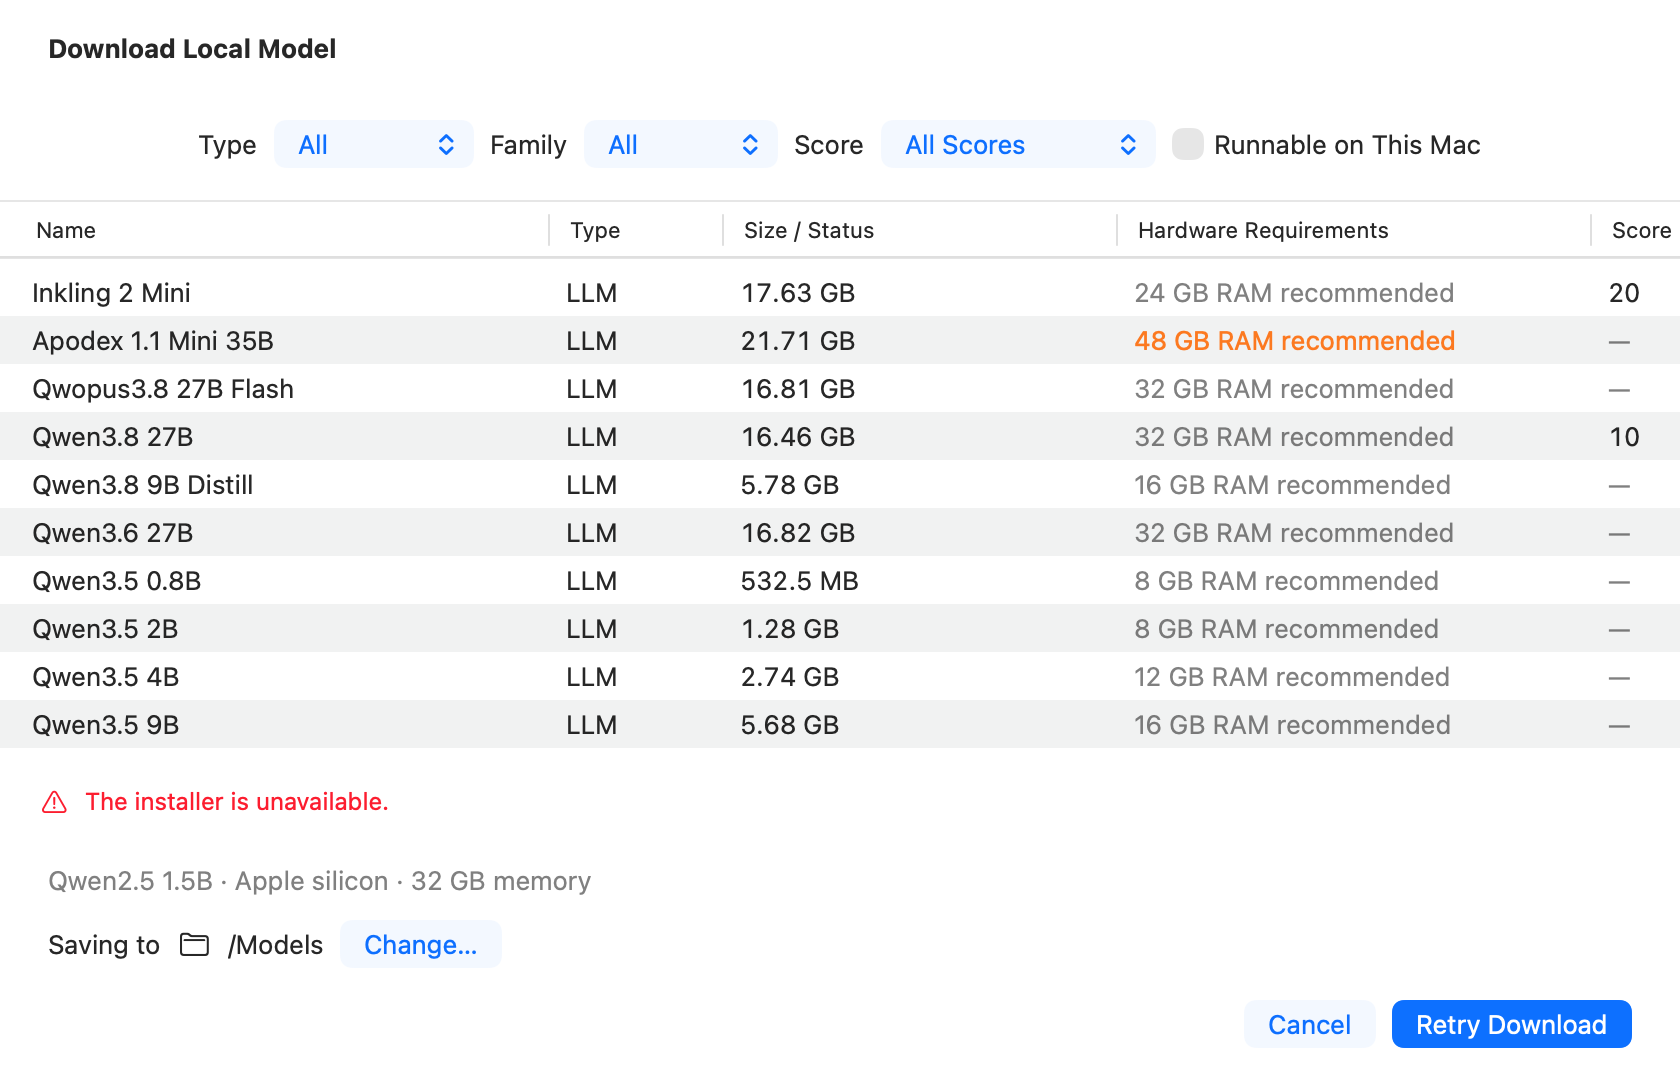 Download Local Model
Type All Family All Score All Scores Runnable on This Mac
Name Type Size / Status Hardware Requirements Score
Inkling 2 Mini LLM 17.63 GB 24 GB RAM recommended 20
Apodex 1.1 Mini 35B LLM 21.71 GB 48 GB RAM recommended —
Qwopus3.8 27B Flash LLM 16.81 GB 32 GB RAM recommended —
Qwen3.8 27B LLM 16.46 GB 32 GB RAM recommended 10
Qwen3.8 9B Distill LLM 5.78 GB 16 GB RAM recommended —
Qwen3.6 27B LLM 16.82 GB 32 GB RAM recommended —
Qwen3.5 0.8B LLM 532.5 MB 8 GB RAM recommended —
Qwen3.5 2B LLM 1.28 GB 8 GB RAM recommended —
Qwen3.5 4B LLM 2.74 GB 12 GB RAM recommended —
Qwen3.5 9B LLM 5.68 GB 16 GB RAM recommended —
The installer is unavailable.
Qwen2.5 1.5B · Apple silicon · 32 GB memory
Saving to /Models Change...
Cancel Retry Download